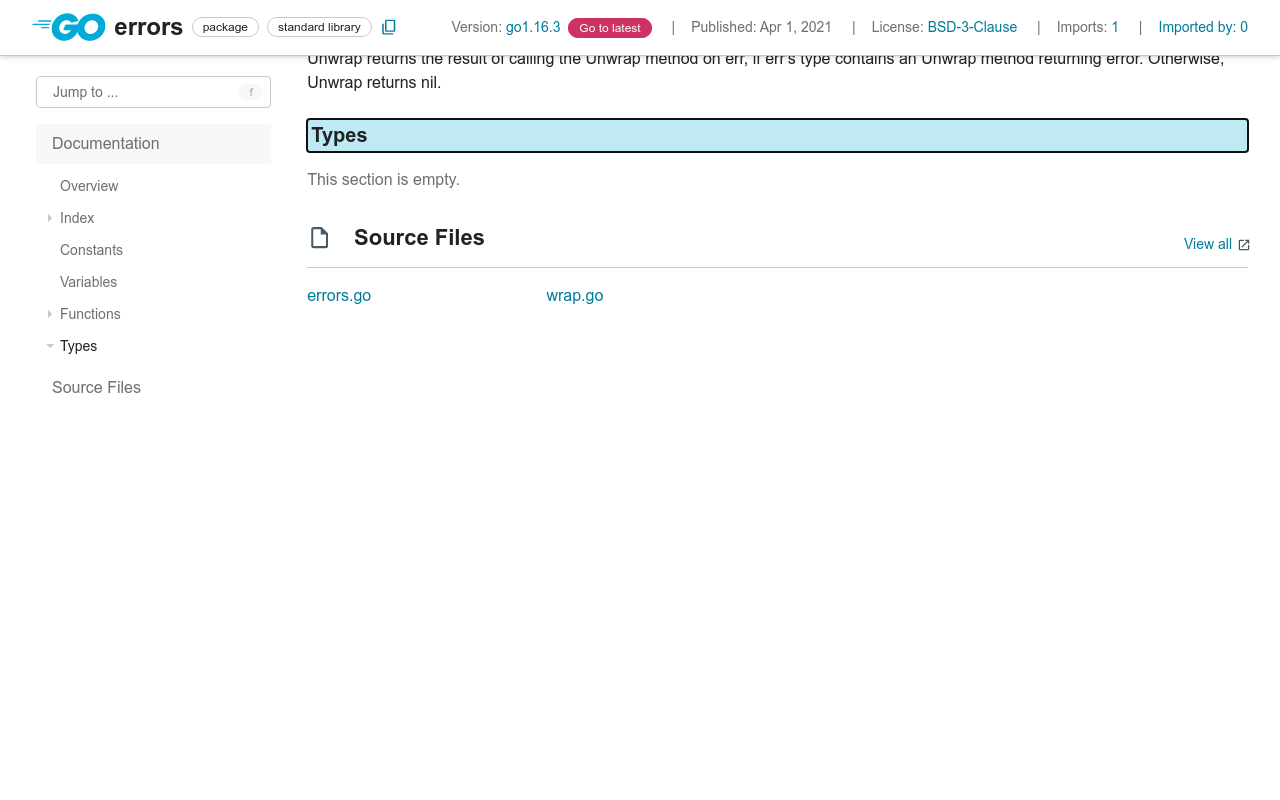 GO errors package standard library Version: go1.16.3 Go to latest | Published: Apr 1, 2021 | License: BSD-3-Clause | Imports: 1 | Imported by: 0
Unwrap returns the result of calling the Unwrap method on err, if err's type contains an Unwrap method returning error. Otherwise,
Unwrap returns nil.
Jump to ... f
Documentation
Overview
Index
Constants
Variables
Functions
Types
Source Files
Types
This section is empty.
Source Files
View all
errors.go wrap.go